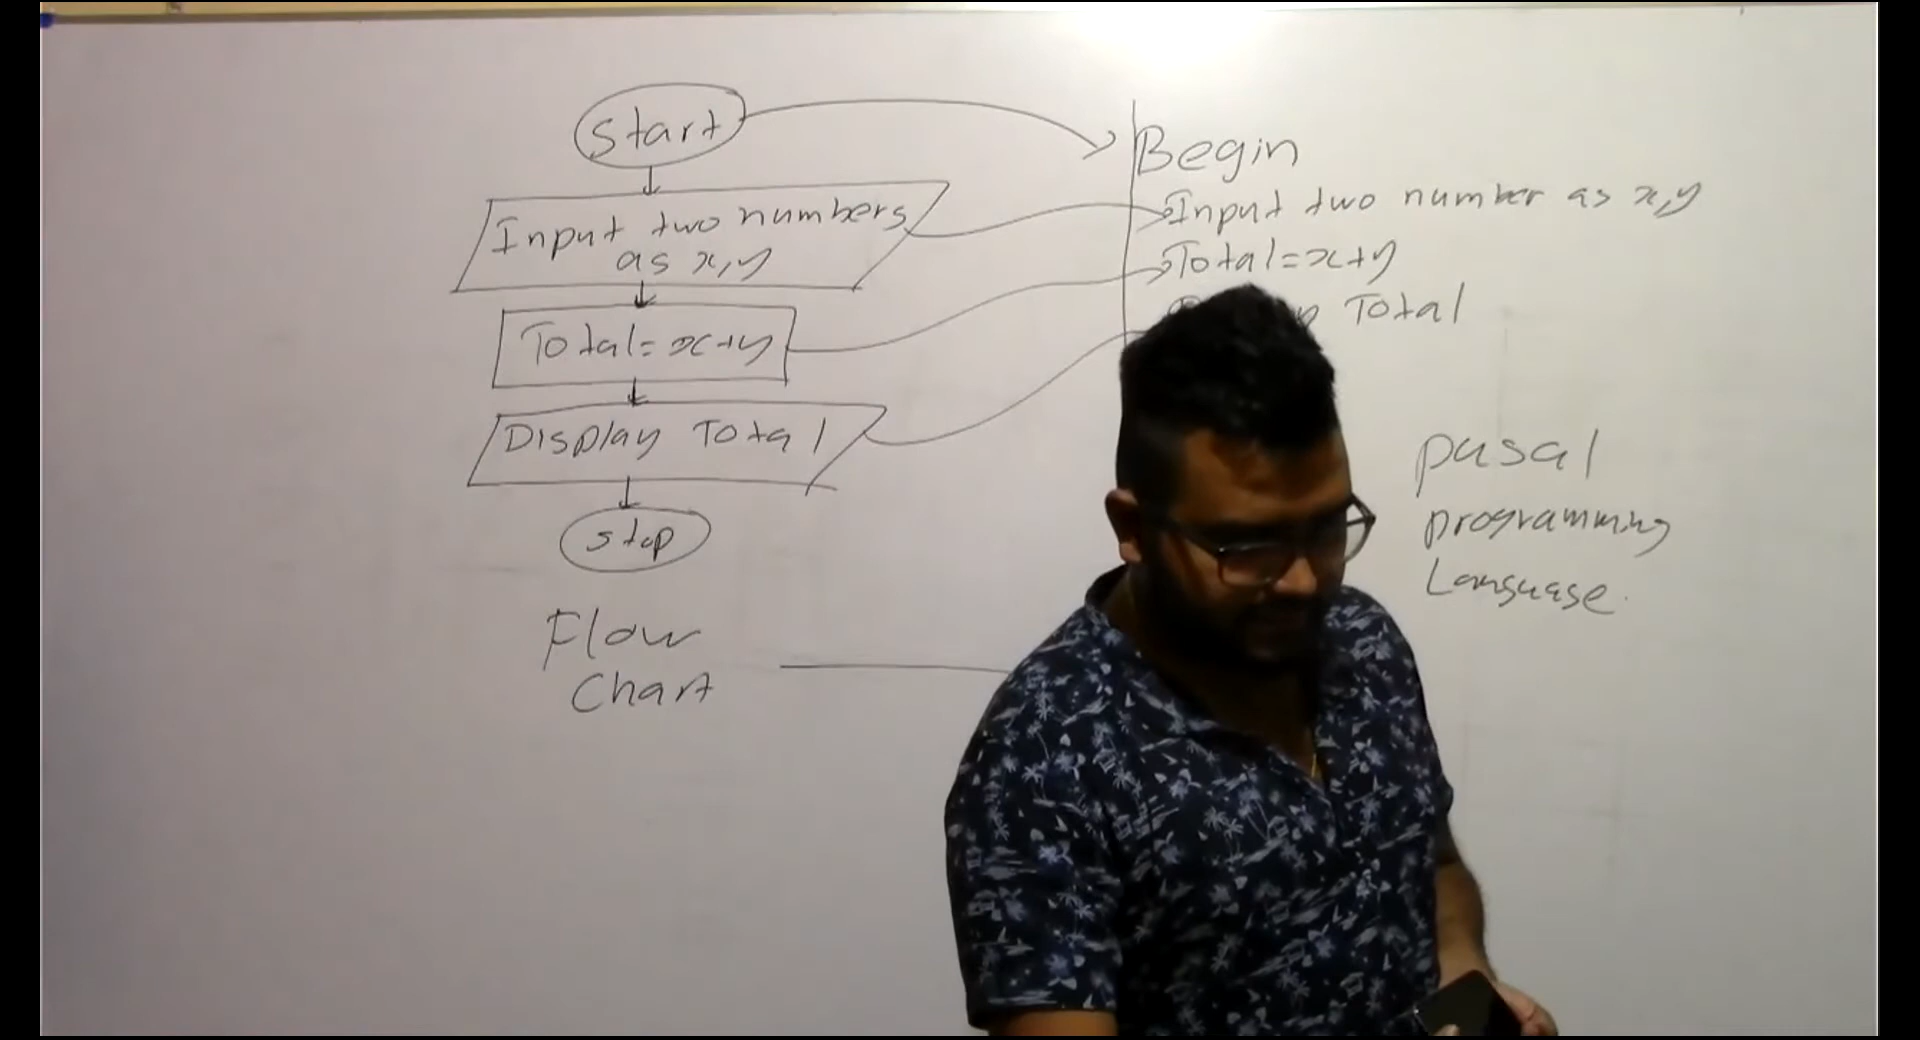 Start
Input two numbers
as x,y
Total=x+y
Display Total
stop
Flow
Chart
Begin
Input two number as x,y
Total=x+y
Total
pasal
programming
Language.